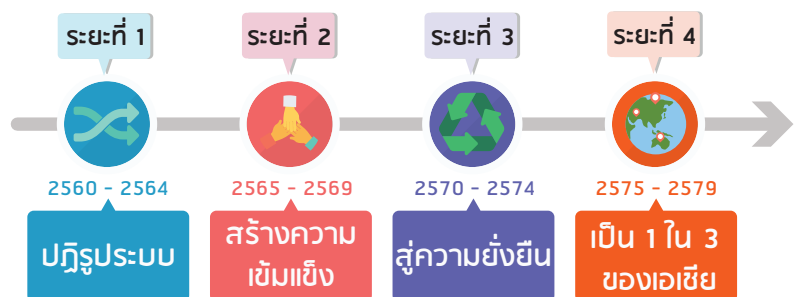 ระยะที่ 1
ระยะที่ 2
ระยะที่ 3
ระยะที่ 4
2560 - 2564
2565 - 2569
2570 - 2574
2575 - 2579
ปฏิรูประบบ
สร้างความ
เข้มแข็ง
สู่ความยั่งยืน
เป็น 1 ใน 3
ของเอเชีย